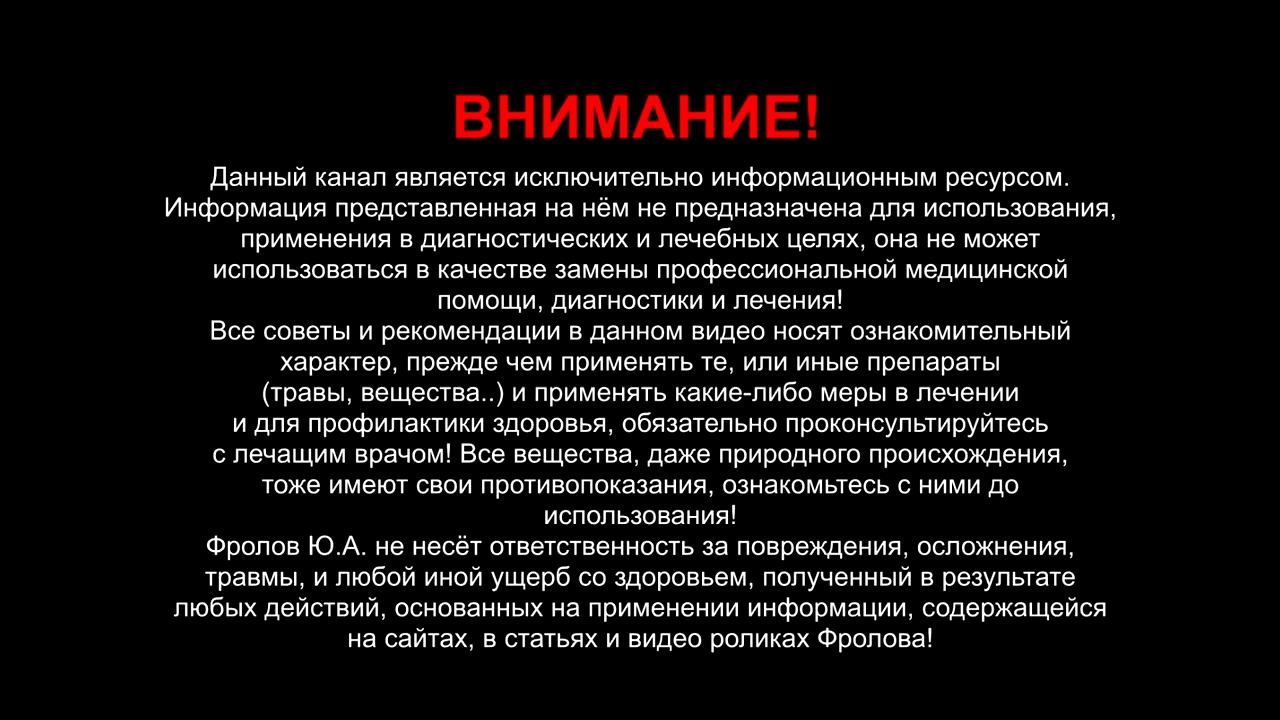 ВНИМАНИЕ!
Данный канал является исключительно информационным ресурсом.
Информация представленная на нём не предназначена для использования,
применения в диагностических и лечебных целях, она не может
использоваться в качестве замены профессиональной медицинской
помощи, диагностики и лечения!
Все советы и рекомендации в данном видео носят ознакомительный
характер, прежде чем применять те, или иные препараты
(травы, вещества..) и применять какие-либо меры в лечении
и для профилактики здоровья, обязательно проконсультируйтесь
с лечащим врачом! Все вещества, даже природного происхождения,
тоже имеют свои противопоказания, ознакомьтесь с ними до
использования!
Фролов Ю.А. не несёт ответственность за повреждения, осложнения,
травмы, и любой иной ущерб со здоровьем, полученный в результате
любых действий, основанных на применении информации, содержащейся
на сайтах, в статьях и видео роликах Фролова!